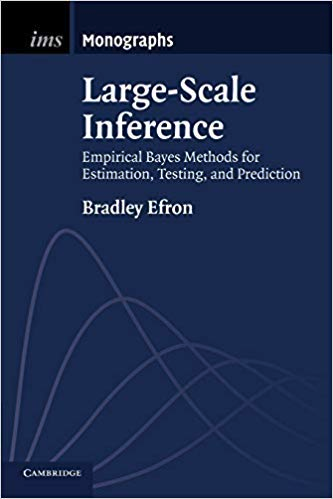 ims Monographs
Large-Scale
Inference
Empirical Bayes Methods for
Estimation, Testing, and Prediction
Bradley Efron
CAMBRIDGE